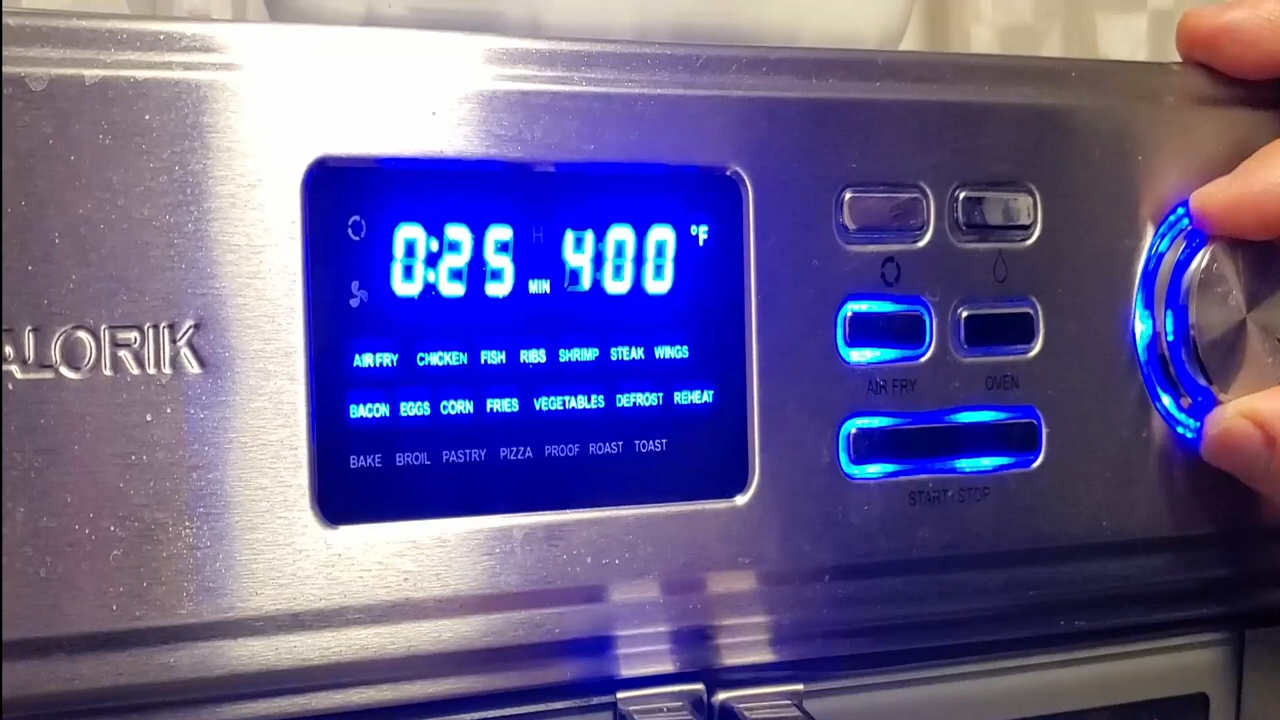 0:25 MIN H 400 °F
AIR FRY CHICKEN FISH RIBS SHRIMP STEAK WINGS
BACON EGGS CORN FRIES VEGETABLES DEFROST REHEAT
BAKE BROIL PASTRY PIZZA PROOF ROAST TOAST
ALORIK
AIR FRY OVEN
START/STOP